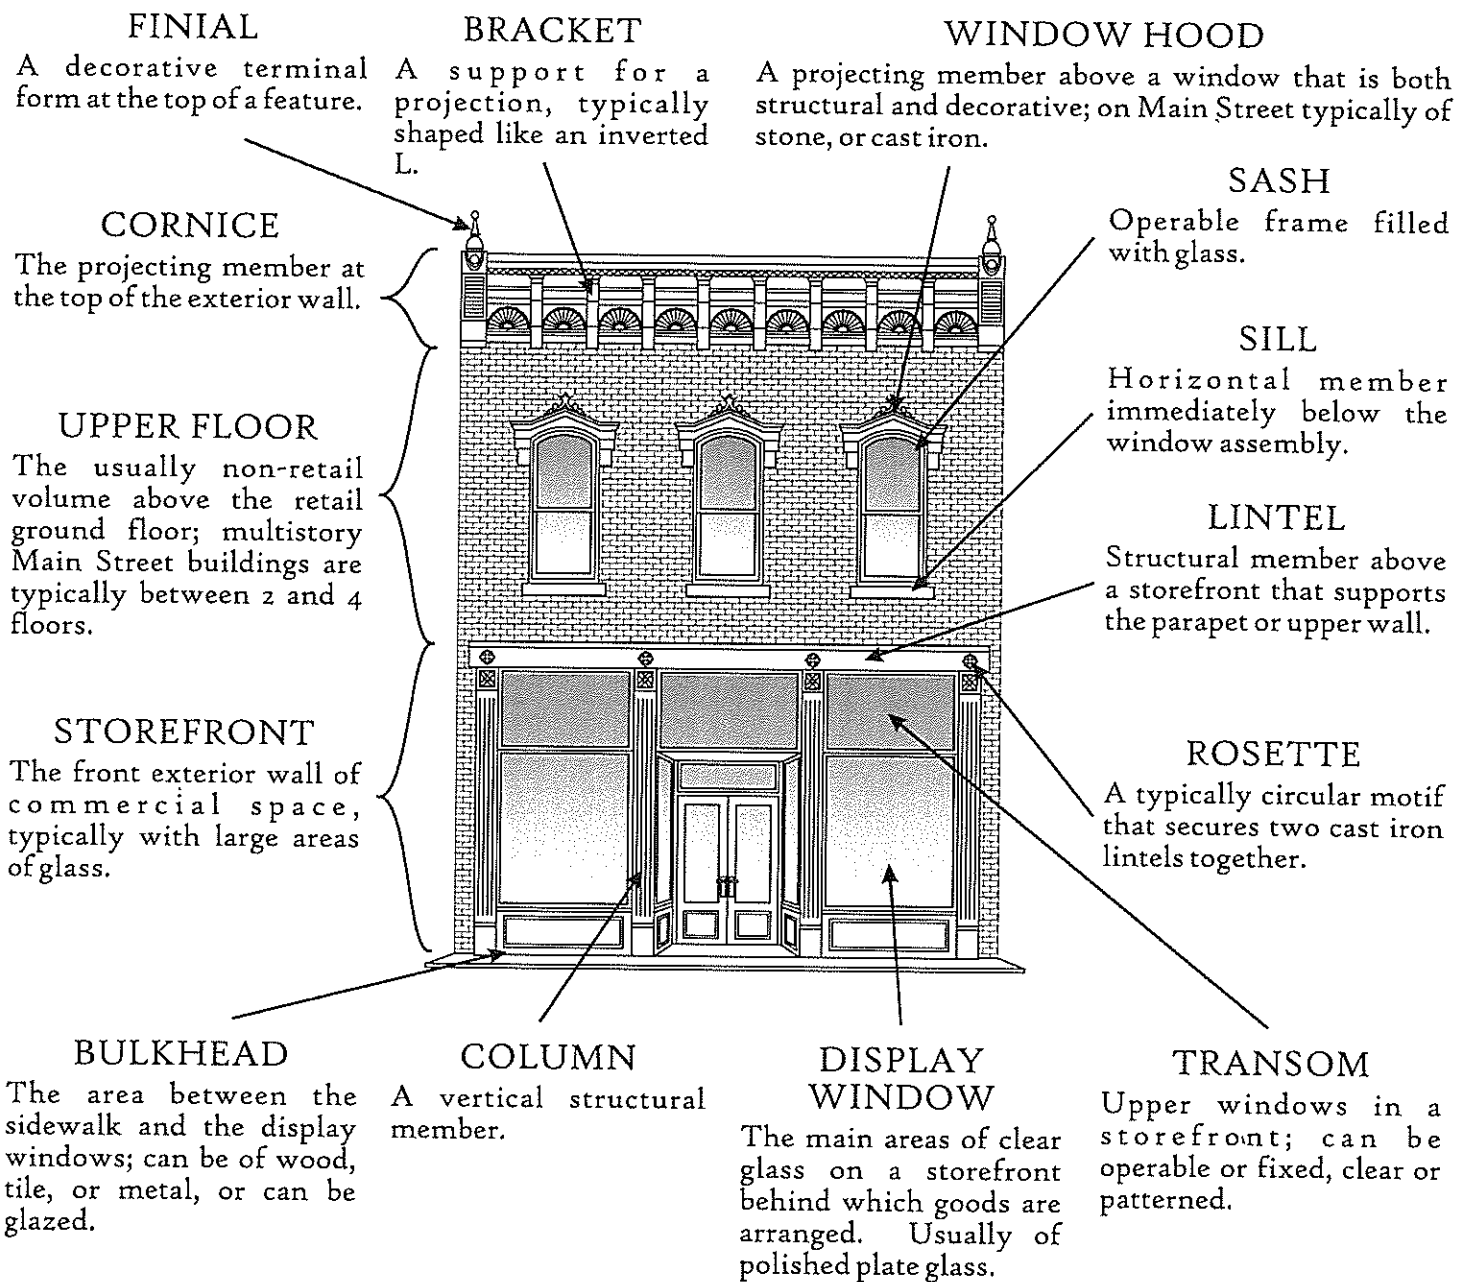 FINIAL
A decorative terminal
form at the top of a feature.
BRACKET
A support for a
projection, typically
shaped like an inverted
L.
WINDOW HOOD
A projecting member above a window that is both
structural and decorative; on Main Street typically of
stone, or cast iron.
SASH
Operable frame filled
with glass.
CORNICE
The projecting member at
the top of the exterior wall.
SILL
Horizontal member
immediately below the
window assembly.
UPPER FLOOR
The usually non-retail
volume above the retail
ground floor; multistory
Main Street buildings are
typically between 2 and 4
floors.
LINTEL
Structural member above
a storefront that supports
the parapet or upper wall.
STOREFRONT
The front exterior wall of
commercial space,
typically with large areas
of glass.
ROSETTE
A typically circular motif
that secures two cast iron
lintels together.
BULKHEAD
The area between the
sidewalk and the display
windows; can be of wood,
tile, or metal, or can be
glazed.
COLUMN
A vertical structural
member.
DISPLAY
WINDOW
The main areas of clear
glass on a storefront
behind which goods are
arranged. Usually of
polished plate glass.
TRANSOM
Upper windows in a
storefront; can be
operable or fixed, clear or
patterned.